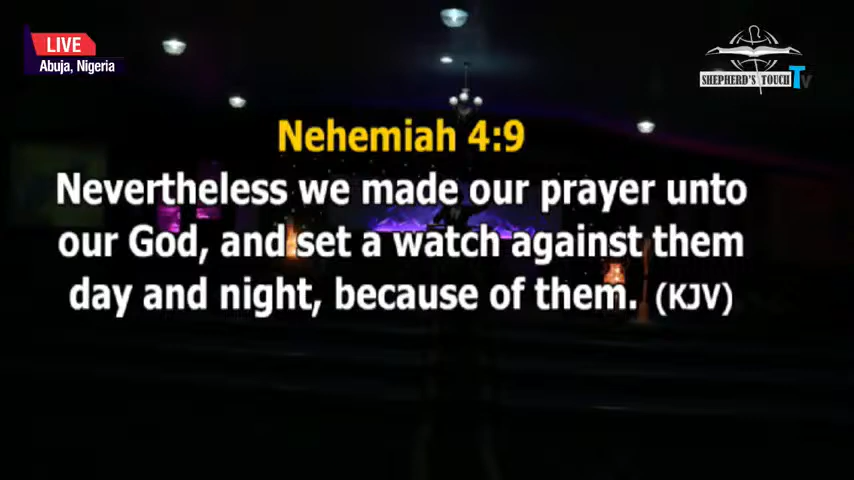 LIVE
Abuja, Nigeria
SHEPHERD'S TOUCH TV
Nehemiah 4:9
Nevertheless we made our prayer unto
our God, and set a watch against them
day and night, because of them. (KJV)